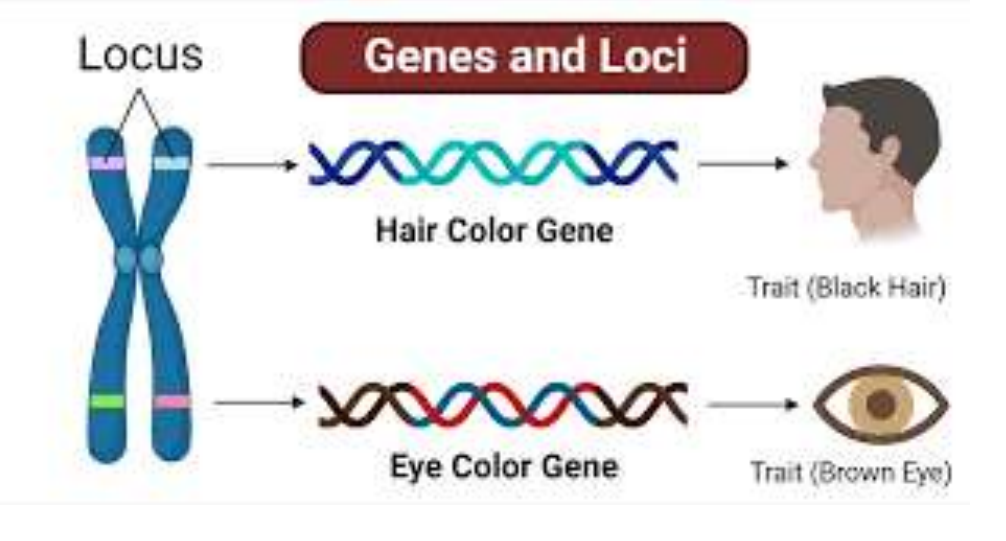 Locus
Genes and Loci
Hair Color Gene
Trait (Black Hair)
Eye Color Gene
Trait (Brown Eye)